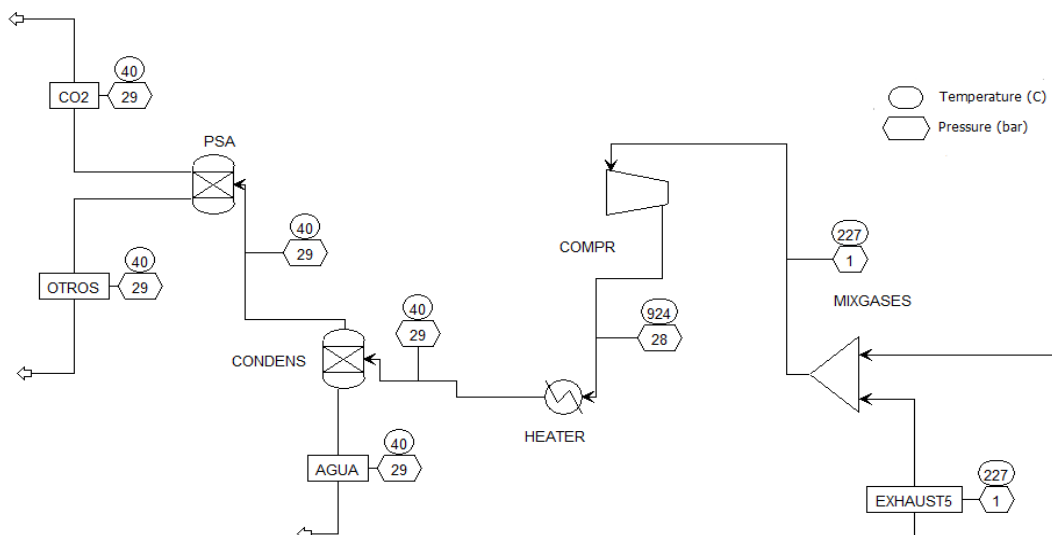 40
CO2
29
Temperature (C)
Pressure (bar)
PSA
40
29
COMPR
227
1
MIXGASES
40
OTROS
29
40
29
924
28
CONDENS
HEATER
40
AGUA
29
227
EXHAUST5
1